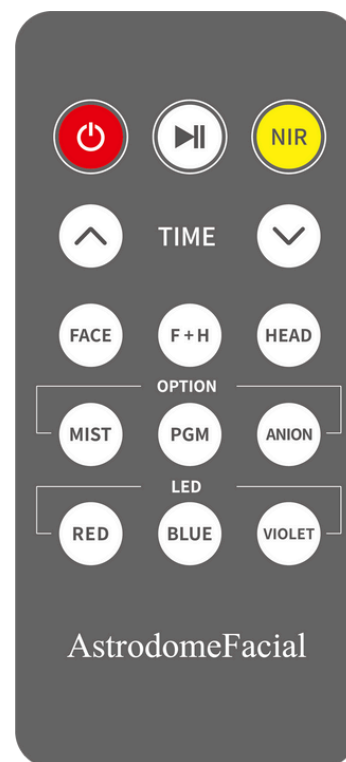 NIR
TIME
FACE F+H HEAD
OPTION
MIST PGM ANION
LED
RED BLUE VIOLET
AstrodomeFacial